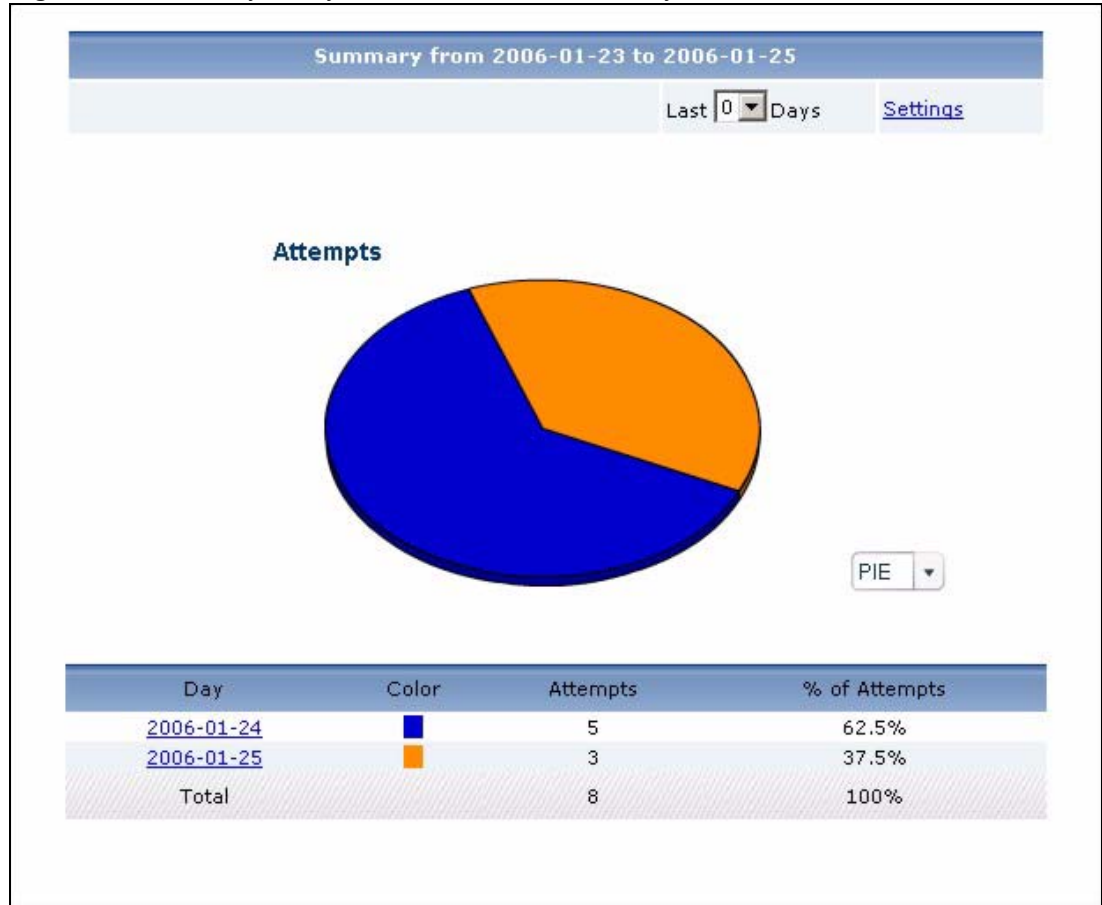 Summary from 2006-01-23 to 2006-01-25
Last 0 Days Settings
Attempts
PIE
Day Color Attempts % of Attempts
2006-01-24 5 62.5%
2006-01-25 3 37.5%
Total 8 100%